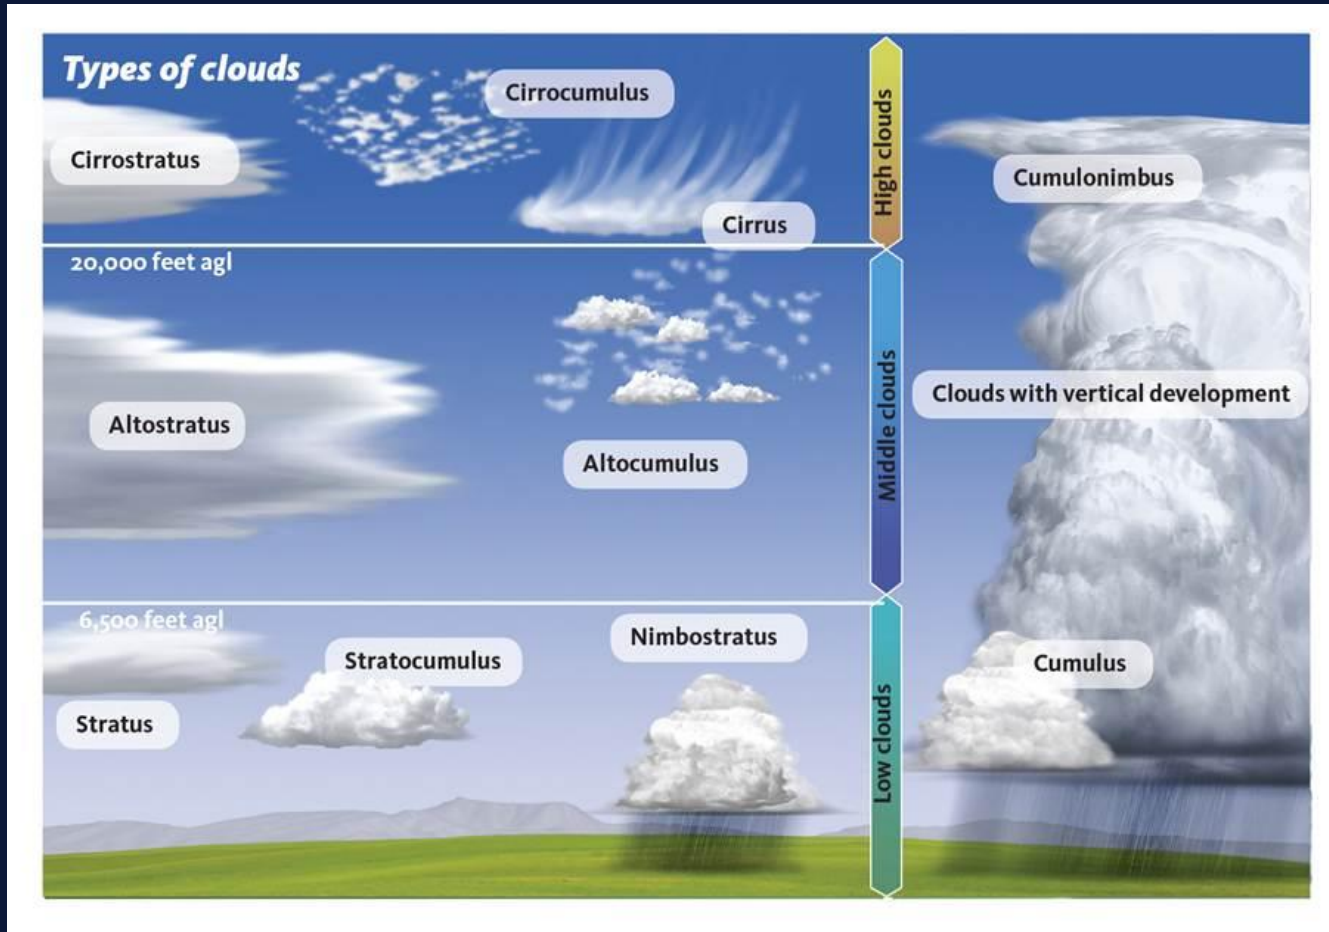 Types of clouds
Cirrocumulus
Cirrostratus
Cirrus
High clouds
Cumulonimbus
20,000 feet agl
Altostratus
Altocumulus
Middle clouds
Clouds with vertical development
6,500 feet agl
Stratus
Stratocumulus
Nimbostratus
Low clouds
Cumulus